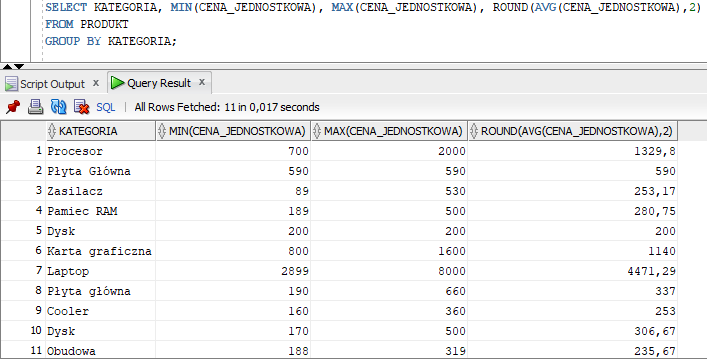 SELECT KATEGORIA, MIN(CENA_JEDNOSTKOWA), MAX(CENA_JEDNOSTKOWA), ROUND(AVG(CENA_JEDNOSTKOWA),2)
FROM PRODUKT
GROUP BY KATEGORIA;
Script Output x Query Result x
SQL | All Rows Fetched: 11 in 0,017 seconds
KATEGORIA MIN(CENA_JEDNOSTKOWA) MAX(CENA_JEDNOSTKOWA) ROUND(AVG(CENA_JEDNOSTKOWA),2)
1 Procesor 700 2000 1329,8
2 Płyta Główna 590 590 590
3 Zasilacz 89 530 253,17
4 Pamiec RAM 189 500 280,75
5 Dysk 200 200 200
6 Karta graficzna 800 1600 1140
7 Laptop 2899 8000 4471,29
8 Płyta główna 190 660 337
9 Cooler 160 360 253
10 Dysk 170 500 306,67
11 Obudowa 188 319 235,67